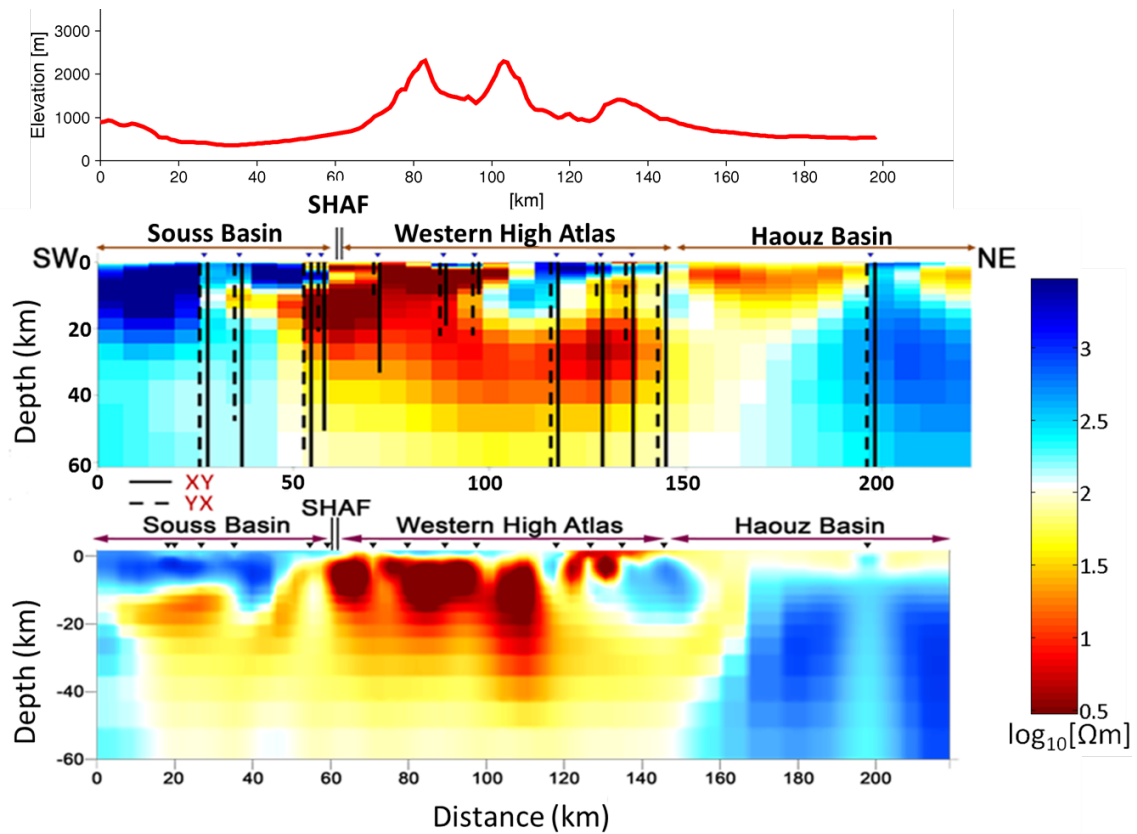 Elevation [m]
3000
2000
1000
0
0 20 40 60 80 100 120 140 160 180 200
[km]
SHAF
Souss Basin Western High Atlas Haouz Basin
SW NE
Depth (km)
0
20
40
60
0 50 100 150 200
XY
YX
SHAF
Souss Basin Western High Atlas Haouz Basin
Depth (km)
0
-20
-40
-60
0 20 40 60 80 100 120 140 160 180 200
Distance (km)
3
2.5
2
1.5
1
0.5
log₁₀[Ωm]